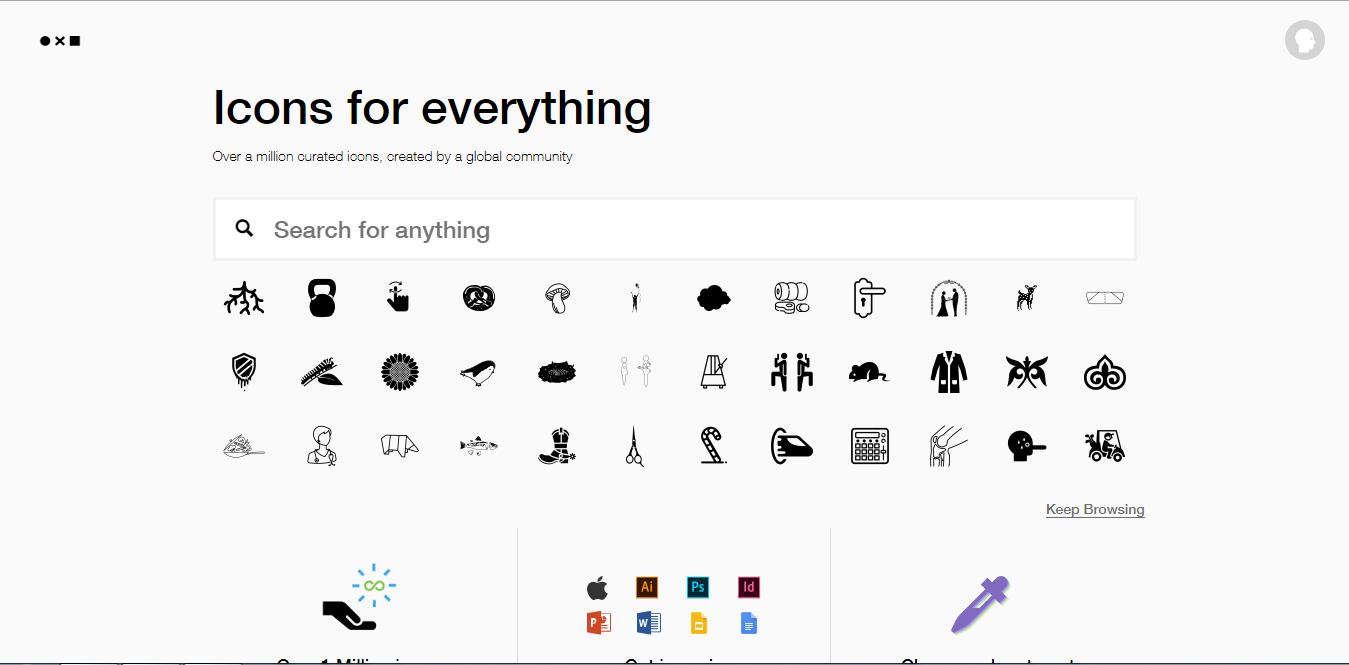 Icons for everything
Over a million curated icons, created by a global community
Search for anything
Keep Browsing
Ai
Ps
Id
P
W